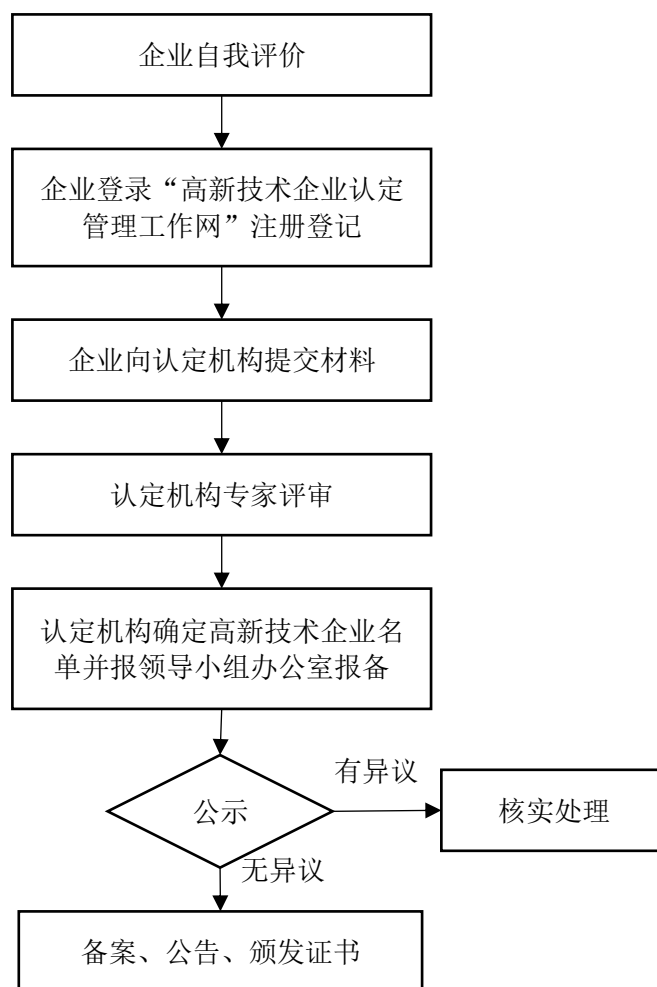 企业自我评价
企业登录“高新技术企业认定
管理工作网”注册登记
企业向认定机构提交材料
认定机构专家评审
认定机构确定高新技术企业名
单并报领导小组办公室报备
有异议
公示
核实处理
无异议
备案、公告、颁发证书